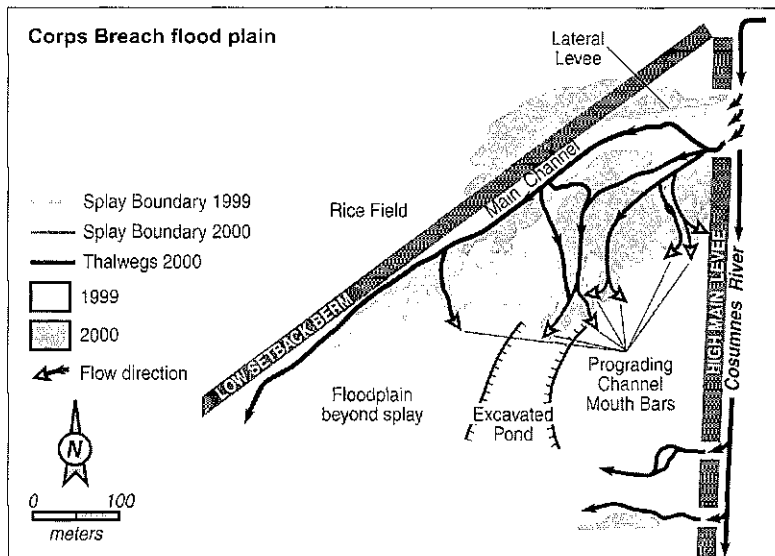 Corps Breach flood plain
Lateral
Levee
Splay Boundary 1999
Splay Boundary 2000
Thalwegs 2000
1999
2000
Flow direction
N
0 100
meters
Rice Field
Main Channel
LOW SETBACK BERM
HIGH MAIN LEVEE
Cosumnes River
Floodplain
beyond splay
Excavated
Pond
Prograding
Channel
Mouth Bars